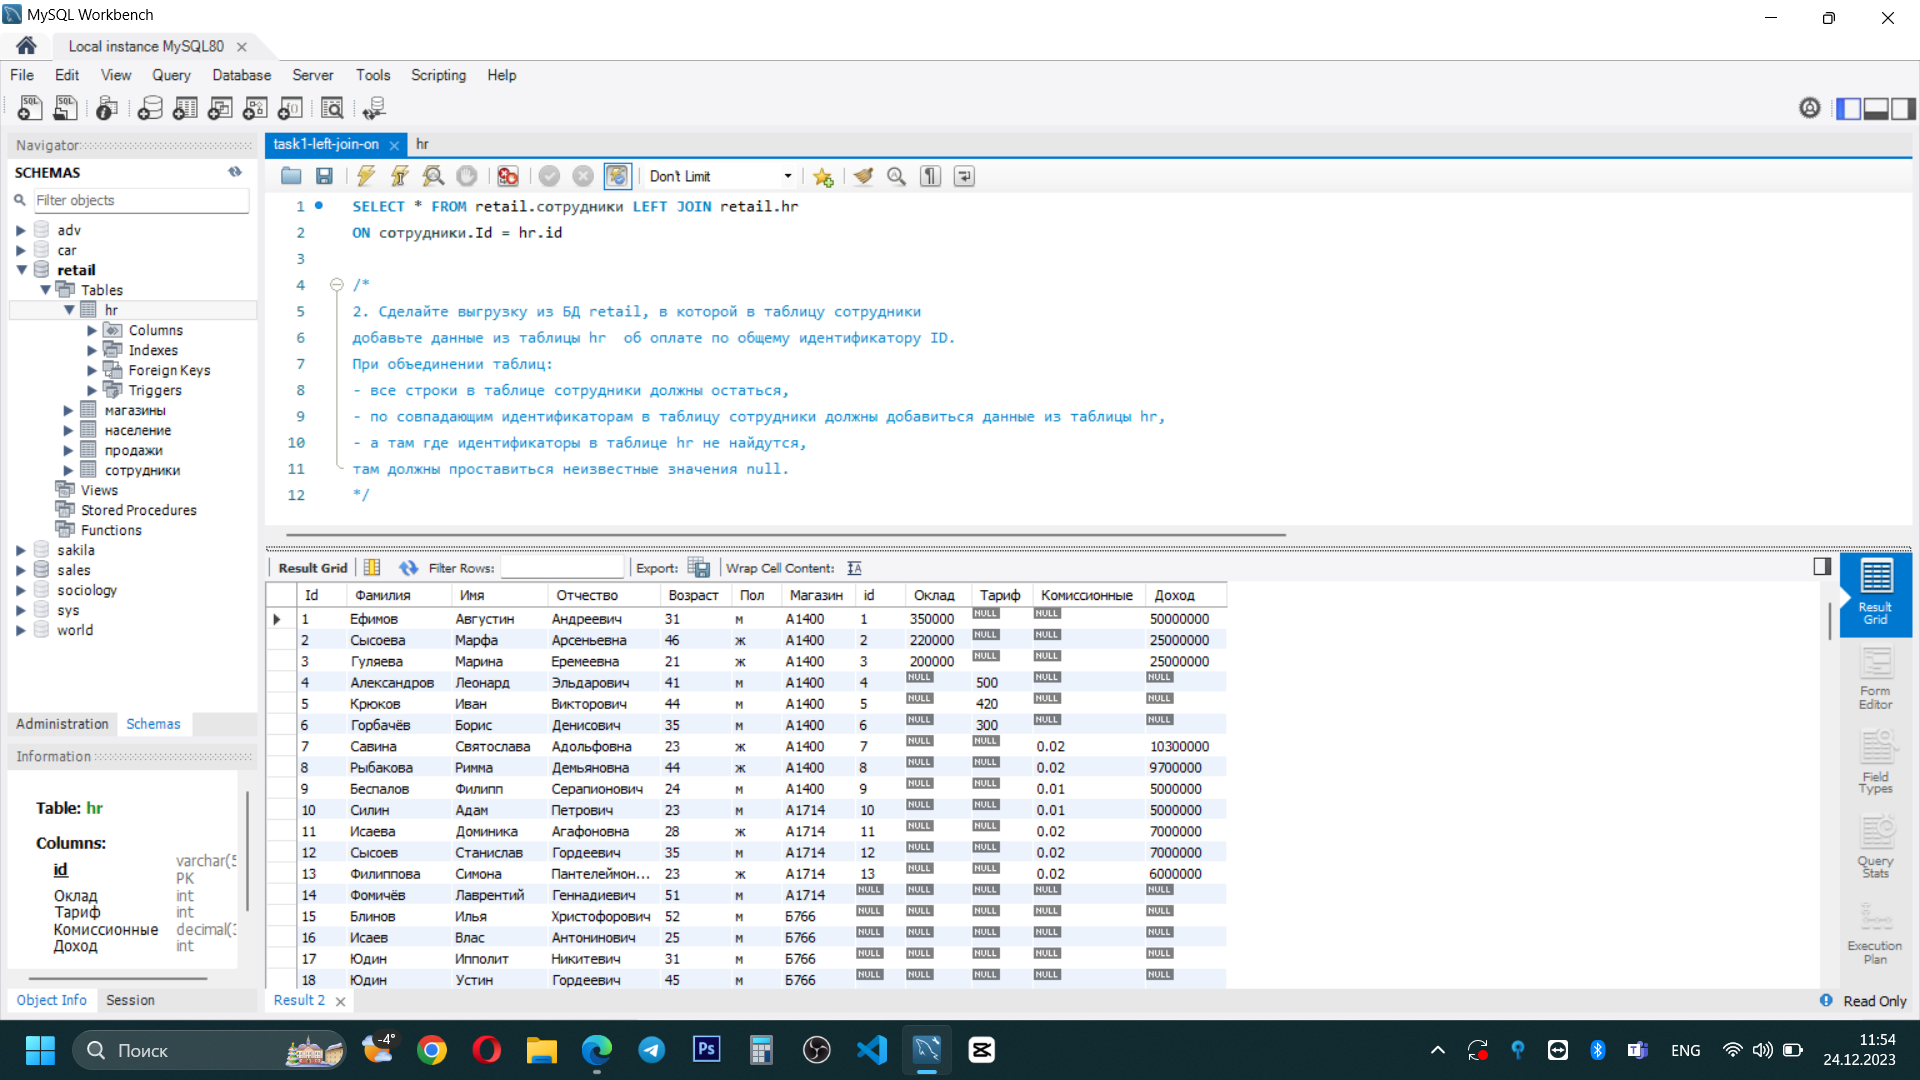 MySQL Workbench
Local instance MySQL80
File Edit View Query Database Server Tools Scripting Help
Navigator
SCHEMAS
Filter objects
adv
car
retail
Tables
hr
Columns
Indexes
Foreign Keys
Triggers
магазины
население
продажи
сотрудники
Views
Stored Procedures
Functions
sakila
sales
sociology
sys
world
Administration Schemas
Information
Table: hr
Columns:
id varchar(5
PK
Оклад int
Тариф int
Комиссионные decimal(3
Доход int
Object Info Session
task1-left-join-on hr
Don't Limit
1 SELECT * FROM retail.сотрудники LEFT JOIN retail.hr
2 ON сотрудники.Id = hr.id
3
4 /*
5 2. Сделайте выгрузку из БД retail, в которой в таблицу сотрудники
6 добавьте данные из таблицы hr  об оплате по общему идентификатору ID.
7 При объединении таблиц:
8 - все строки в таблице сотрудники должны остаться,
9 - по совпадающим идентификаторам в таблицу сотрудники должны добавиться данные из таблицы hr,
10 - а там где идентификаторы в таблице hr не найдутся,
11 там должны проставиться неизвестные значения null.
12 */
Result Grid Filter Rows: Export: Wrap Cell Content:
Id Фамилия Имя Отчество Возраст Пол Магазин id Оклад Тариф Комиссионные Доход
1 Ефимов Августин Андреевич 31 м А1400 1 350000 NULL NULL 50000000
2 Сысоева Марфа Арсеньевна 46 ж А1400 2 220000 NULL NULL 25000000
3 Гуляева Марина Еремеевна 21 ж А1400 3 200000 NULL NULL 25000000
4 Александров Леонард Эльдарович 41 м А1400 4 NULL 500 NULL NULL
5 Крюков Иван Викторович 44 м А1400 5 NULL 420 NULL NULL
6 Горбачёв Борис Денисович 35 м А1400 6 NULL 300 NULL NULL
7 Савина Святослава Адольфовна 23 ж А1400 7 NULL NULL 0.02 10300000
8 Рыбакова Римма Демьяновна 44 ж А1400 8 NULL NULL 0.02 9700000
9 Беспалов Филипп Серапионович 24 м А1400 9 NULL NULL 0.01 5000000
10 Силин Адам Петрович 23 м А1714 10 NULL NULL 0.01 5000000
11 Исаева Доминика Агафоновна 28 ж А1714 11 NULL NULL 0.02 7000000
12 Сысоев Станислав Гордеевич 35 м А1714 12 NULL NULL 0.02 7000000
13 Филиппова Симона Пантелеймон... 23 ж А1714 13 NULL NULL 0.02 6000000
14 Фомичёв Лаврентий Геннадиевич 51 м А1714 NULL NULL NULL NULL NULL
15 Блинов Илья Христофорович 52 м Б766 NULL NULL NULL NULL NULL
16 Исаев Влас Антонинович 25 м Б766 NULL NULL NULL NULL NULL
17 Юдин Ипполит Никитевич 31 м Б766 NULL NULL NULL NULL NULL
18 Юдин Устин Гордеевич 45 м Б766 NULL NULL NULL NULL NULL
Result 2
Result
Grid
Form
Editor
Field
Types
Query
Stats
Execution
Plan
Read Only
Поиск
-4°
Ps
ENG
11:54
24.12.2023